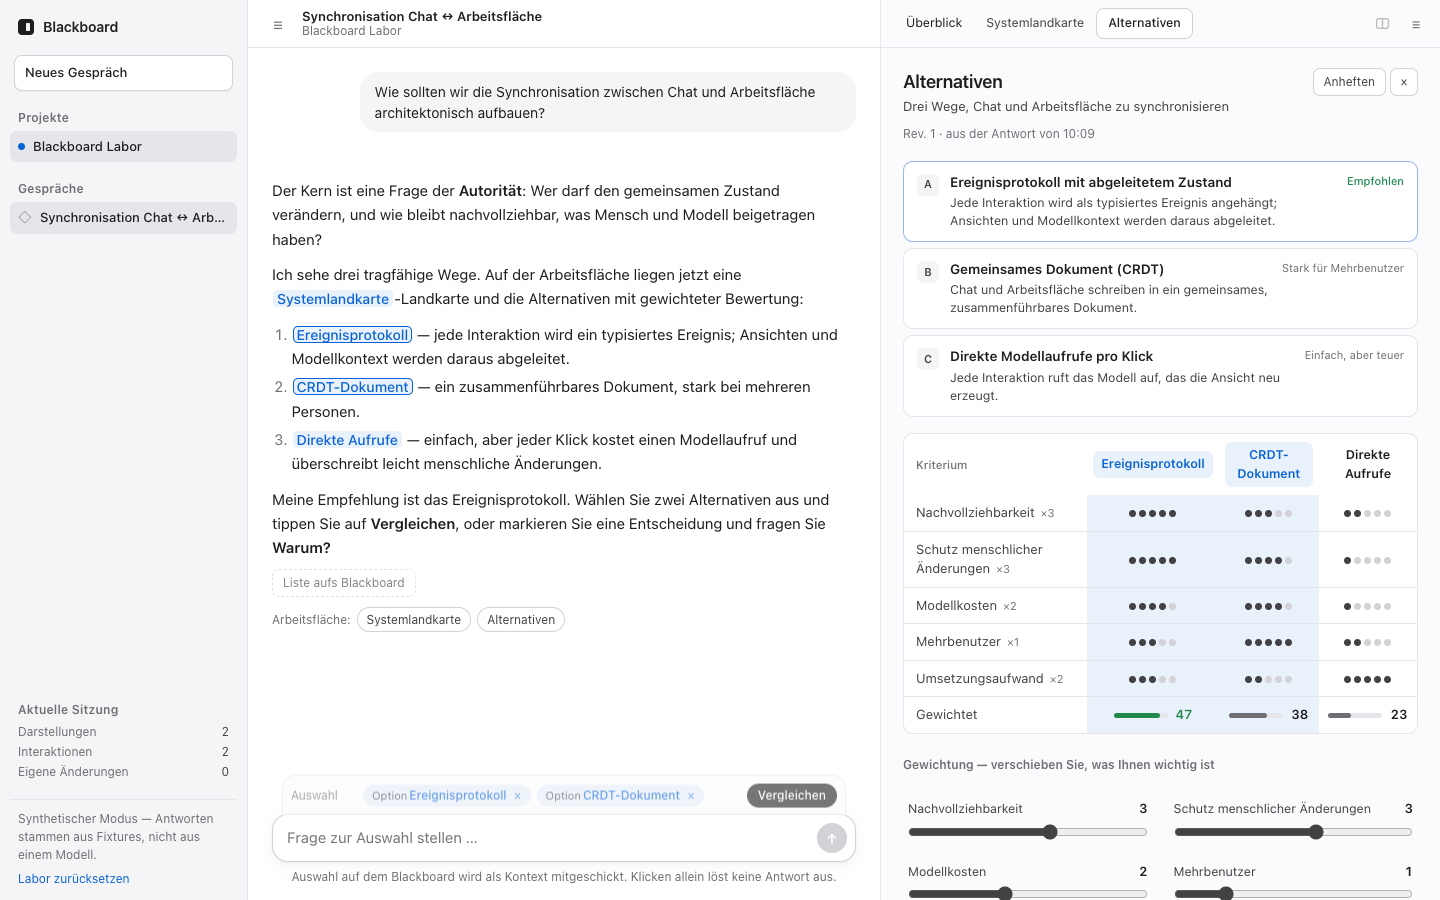 Blackboard
Neues Gespräch
Projekte
Blackboard Labor
Gespräche
Synchronisation Chat ↔ Arb...
Aktuelle Sitzung
Darstellungen 2
Interaktionen 2
Eigene Änderungen 0
Synthetischer Modus — Antworten
stammen aus Fixtures, nicht aus
einem Modell.
Labor zurücksetzen
Synchronisation Chat ↔ Arbeitsfläche
Blackboard Labor
Wie sollten wir die Synchronisation zwischen Chat und Arbeitsfläche
architektonisch aufbauen?
Der Kern ist eine Frage der Autorität: Wer darf den gemeinsamen Zustand
verändern, und wie bleibt nachvollziehbar, was Mensch und Modell beigetragen
haben?
Ich sehe drei tragfähige Wege. Auf der Arbeitsfläche liegen jetzt eine
Systemlandkarte -Landkarte und die Alternativen mit gewichteter Bewertung:
1. Ereignisprotokoll — jede Interaktion wird ein typisiertes Ereignis; Ansichten und
Modellkontext werden daraus abgeleitet.
2. CRDT-Dokument — ein zusammenführbares Dokument, stark bei mehreren
Personen.
3. Direkte Aufrufe — einfach, aber jeder Klick kostet einen Modellaufruf und
überschreibt leicht menschliche Änderungen.
Meine Empfehlung ist das Ereignisprotokoll. Wählen Sie zwei Alternativen aus und
tippen Sie auf Vergleichen, oder markieren Sie eine Entscheidung und fragen Sie
Warum?
Liste aufs Blackboard
Arbeitsfläche: Systemlandkarte Alternativen
Auswahl Option Ereignisprotokoll × Option CRDT-Dokument × Vergleichen
Frage zur Auswahl stellen ...
Auswahl auf dem Blackboard wird als Kontext mitgeschickt. Klicken allein löst keine Antwort aus.
Überblick Systemlandkarte Alternativen
Alternativen
Anheften ×
Drei Wege, Chat und Arbeitsfläche zu synchronisieren
Rev. 1 · aus der Antwort von 10:09
A Ereignisprotokoll mit abgeleitetem Zustand Empfohlen
Jede Interaktion wird als typisiertes Ereignis angehängt;
Ansichten und Modellkontext werden daraus abgeleitet.
B Gemeinsames Dokument (CRDT) Stark für Mehrbenutzer
Chat und Arbeitsfläche schreiben in ein gemeinsames,
zusammenführbares Dokument.
C Direkte Modellaufrufe pro Klick Einfach, aber teuer
Jede Interaktion ruft das Modell auf, das die Ansicht neu
erzeugt.
Kriterium Ereignisprotokoll CRDT-
Dokument Direkte
Aufrufe
Nachvollziehbarkeit ×3
Schutz menschlicher
Änderungen ×3
Modellkosten ×2
Mehrbenutzer ×1
Umsetzungsaufwand ×2
Gewichtet 47 38 23
Gewichtung — verschieben Sie, was Ihnen wichtig ist
Nachvollziehbarkeit 3 Schutz menschlicher Änderungen 3
Modellkosten 2 Mehrbenutzer 1